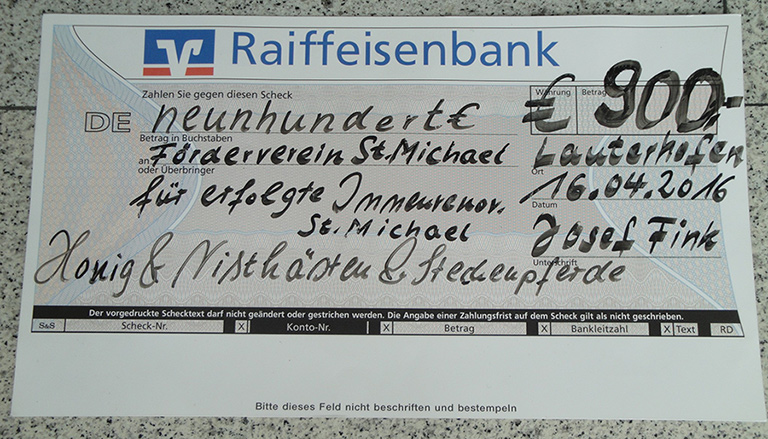 Raiffeisenbank
Zahlen Sie gegen diesen Scheck
Währung Betrag
DE neunhundert€ € 900,-
Betrag in Buchstaben
an Förderverein St. Michael Lauterhofen
oder Überbringer Ort
für erfolgte Innenrenov. 16.04.2016
Datum
St. Michael Josef Fink
Unterschrift
Honig & Nistkästen & Steckenpferde
Der vorgedruckte Schecktext darf nicht geändert oder gestrichen werden. Die Angabe einer Zahlungsfrist auf dem Scheck gilt als nicht geschrieben.
S&S Scheck-Nr. X Konto-Nr. X Betrag X Bankleitzahl X Text RD
Bitte dieses Feld nicht beschriften und bestempeln